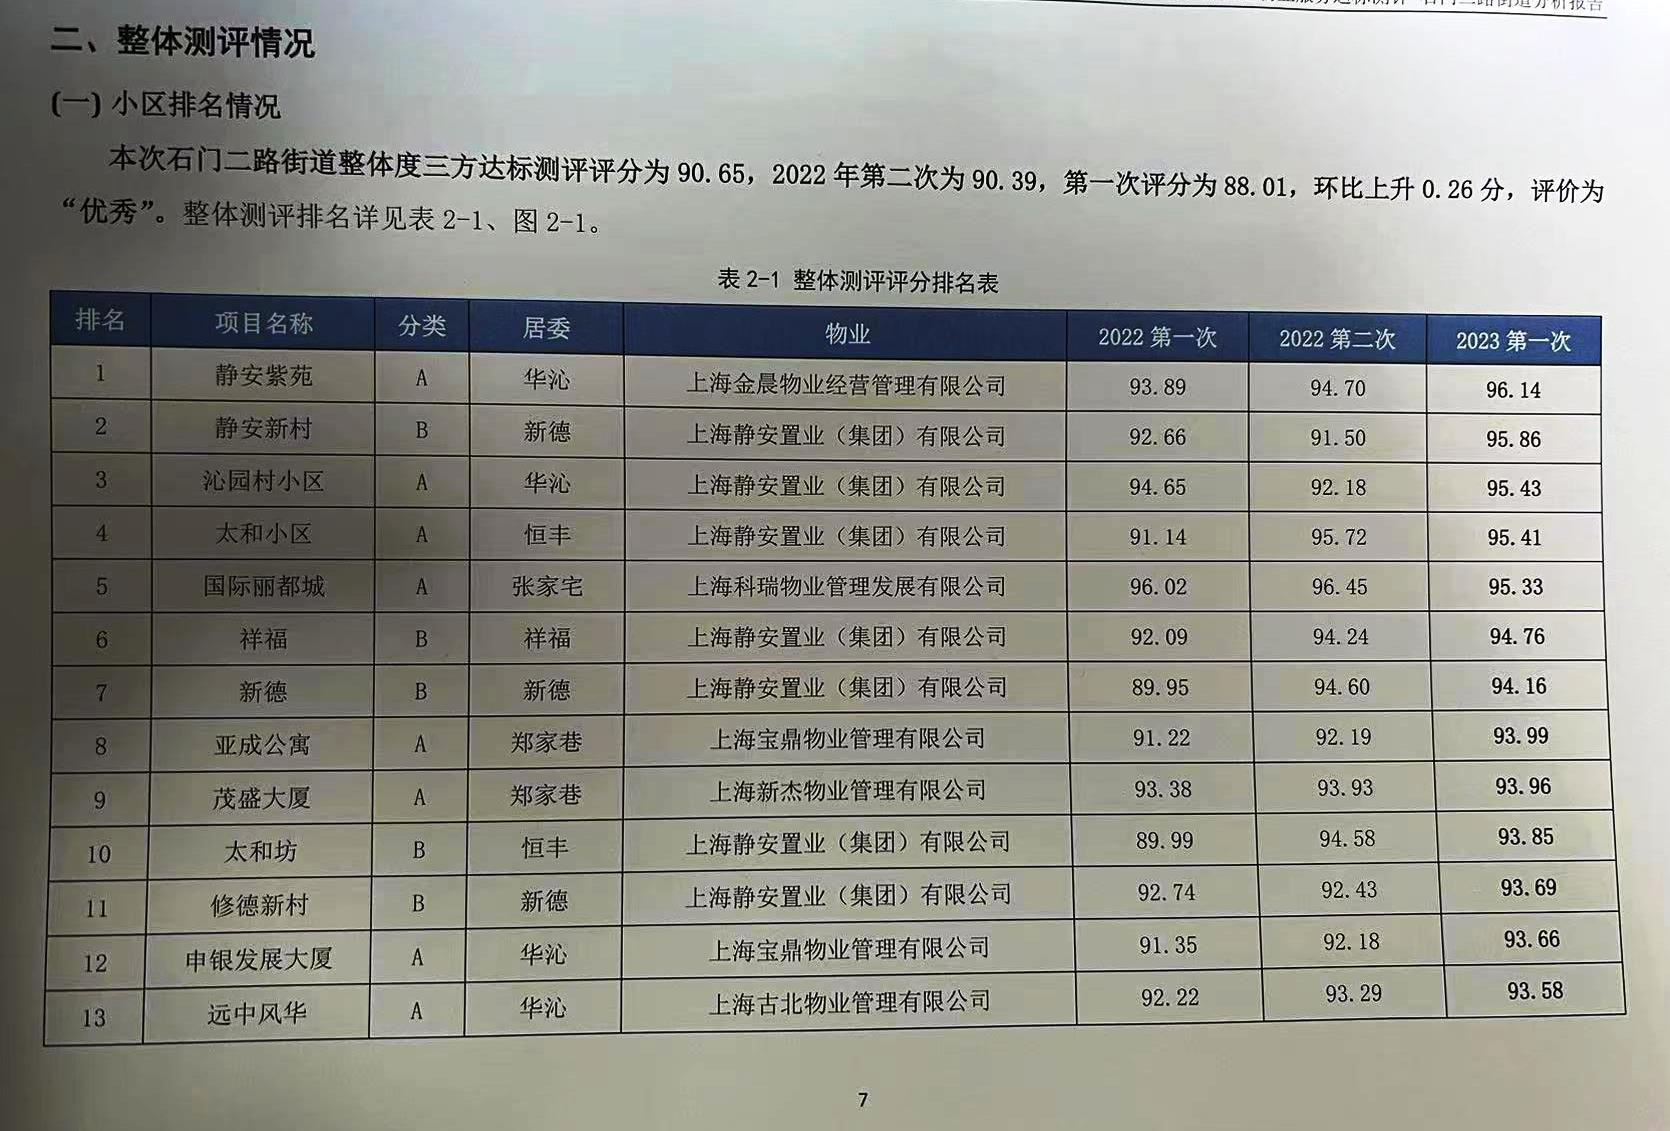 石门二路街道分析报告
二、整体测评情况
(一) 小区排名情况
本次石门二路街道整体度三方达标测评评分为 90.65，2022 年第二次为 90.39，第一次评分为 88.01，环比上升 0.26 分，评价为
“优秀”。整体测评排名详见表 2-1、图 2-1。
表 2-1 整体测评评分排名表
排名 项目名称 分类 居委 物业 2022 第一次 2022 第二次 2023 第一次
1 静安紫苑 A 华沁 上海金晨物业经营管理有限公司 93.89 94.70 96.14
2 静安新村 B 新德 上海静安置业（集团）有限公司 92.66 91.50 95.86
3 沁园村小区 A 华沁 上海静安置业（集团）有限公司 94.65 92.18 95.43
4 太和小区 A 恒丰 上海静安置业（集团）有限公司 91.14 95.72 95.41
5 国际丽都城 A 张家宅 上海科瑞物业管理发展有限公司 96.02 96.45 95.33
6 祥福 B 祥福 上海静安置业（集团）有限公司 92.09 94.24 94.76
7 新德 B 新德 上海静安置业（集团）有限公司 89.95 94.60 94.16
8 亚成公寓 A 郑家巷 上海宝鼎物业管理有限公司 91.22 92.19 93.99
9 茂盛大厦 A 郑家巷 上海新杰物业管理有限公司 93.38 93.93 93.96
10 太和坊 B 恒丰 上海静安置业（集团）有限公司 89.99 94.58 93.85
11 修德新村 B 新德 上海静安置业（集团）有限公司 92.74 92.43 93.69
12 申银发展大厦 A 华沁 上海宝鼎物业管理有限公司 91.35 92.18 93.66
13 远中风华 A 华沁 上海古北物业管理有限公司 92.22 93.29 93.58
7